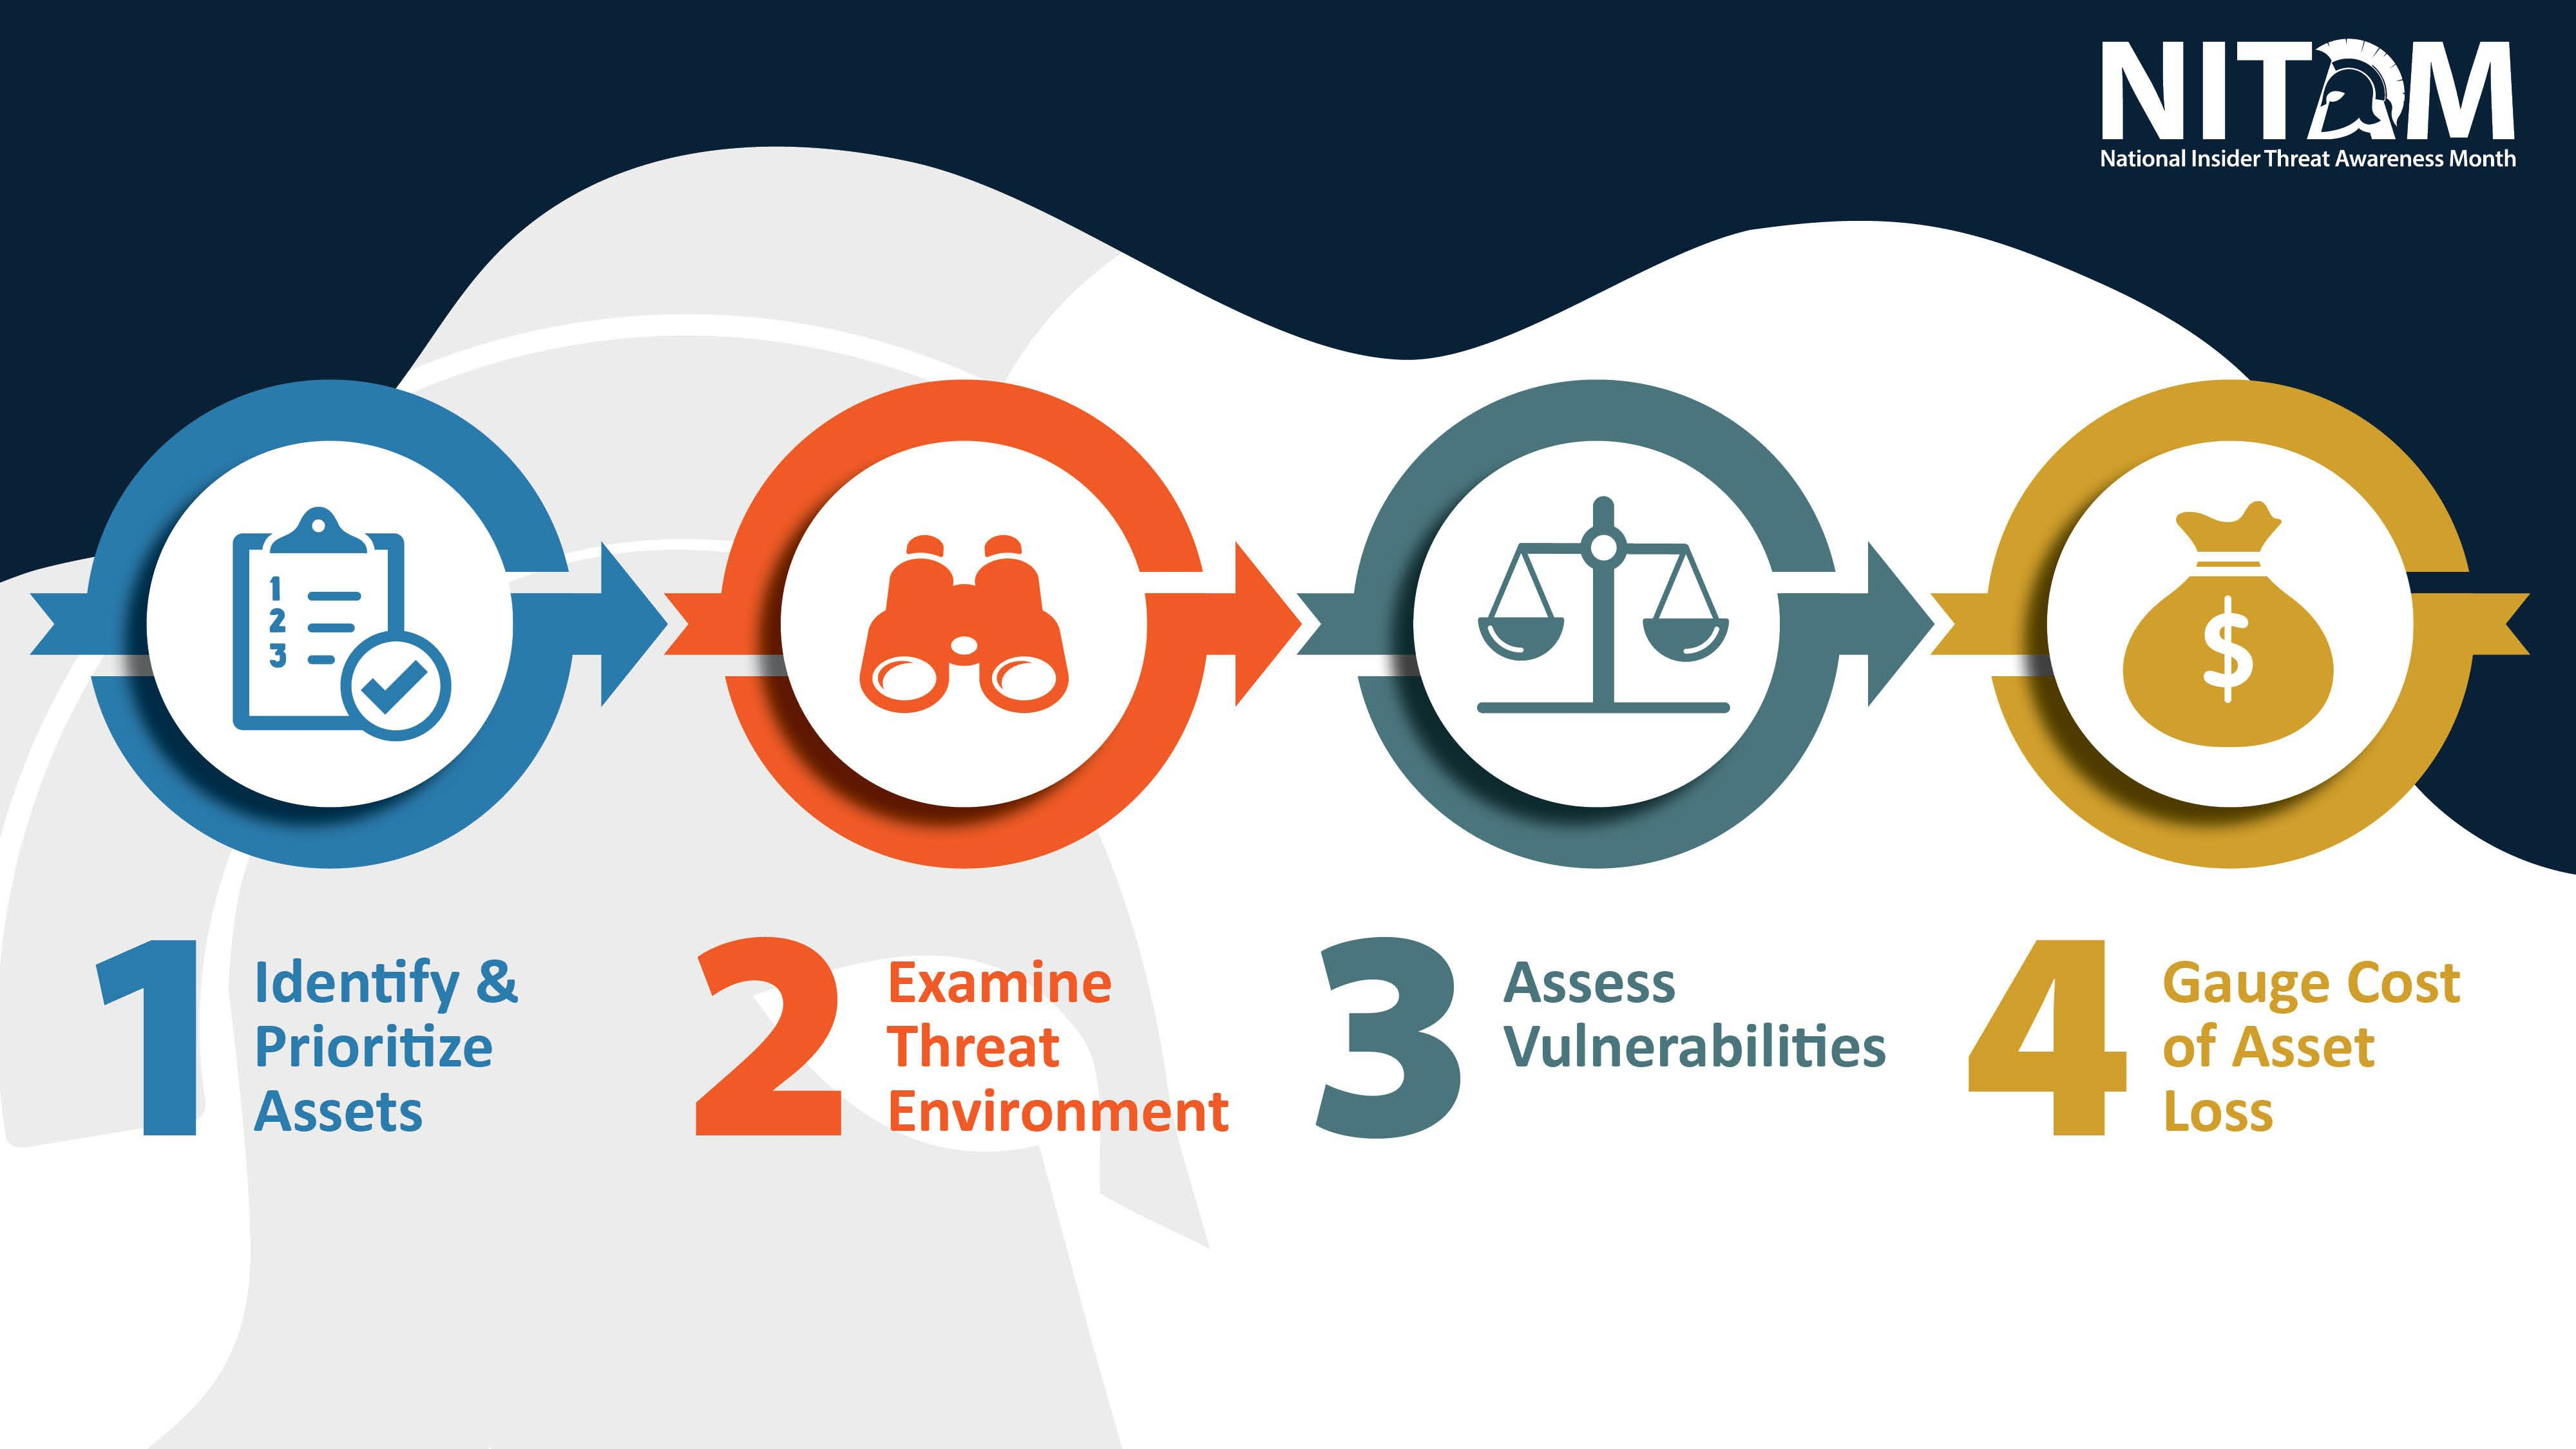 NITAM
National Insider Threat Awareness Month
1
2
3
$
1
Identify &
Prioritize
Assets
2
Examine
Threat
Environment
3
Assess
Vulnerabilities
4
Gauge Cost
of Asset
Loss